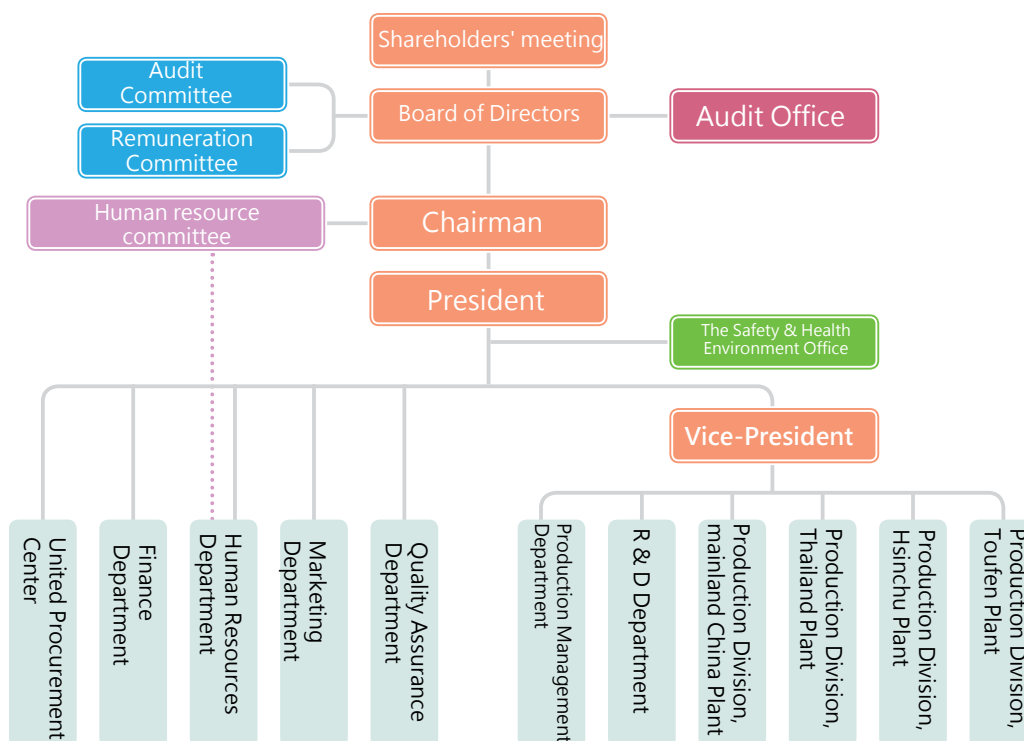 Shareholders' meeting
Audit
Committee
Board of Directors
Audit Office
Remuneration
Committee
Human resource
committee
Chairman
President
The Safety & Health
Environment Office
Vice-President
United Procurement
Center
Finance
Department
Human Resources
Department
Marketing
Department
Quality Assurance
Department
Production Management
Department
R & D Department
Production Division,
mainland China Plant
Production Division,
Thailand Plant
Production Division,
Hsinchu Plant
Production Division,
Toufen Plant